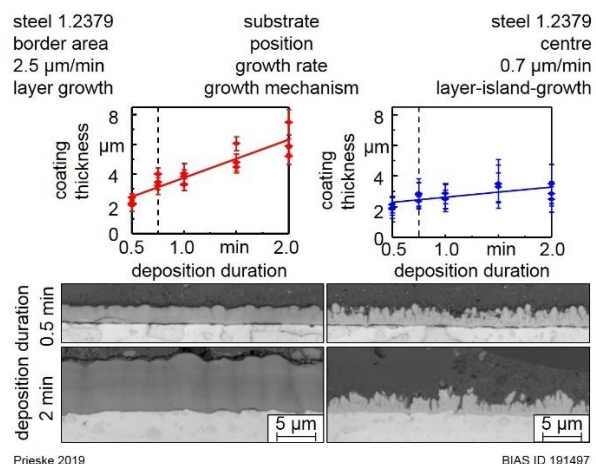 steel 1.2379 substrate steel 1.2379
border area position centre
2.5 µm/min growth rate 0.7 µm/min
layer growth growth mechanism layer-island-growth
8
µm
4
2
0
coating
thickness
0.5 1.0 min 2.0
deposition duration
8
µm
4
2
0
coating
thickness
0.5 1.0 min 2.0
deposition duration
deposition duration
0.5 min
2 min
5 µm
5 µm
Prieske 2019 BIAS ID 191497